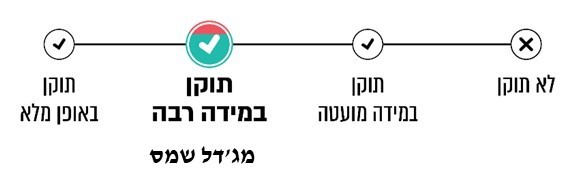 לא תוקן
תוקן
במידה מועטה
תוקן
במידה רבה
תוקן
באופן מלא
מג'דל שמס